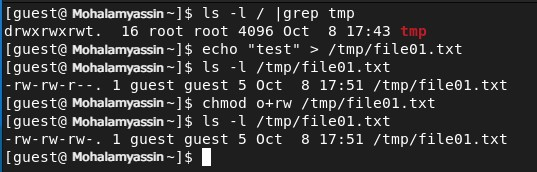 [guest@ Mohalamyassin ~]$ ls -l / |grep tmp
drwxrwxrwt.  16 root root 4096 Oct  8 17:43 tmp
[guest@ Mohalamyassin ~]$ echo "test" > /tmp/file01.txt
[guest@ Mohalamyassin ~]$ ls -l /tmp/file01.txt
-rw-rw-r--. 1 guest guest 5 Oct  8 17:51 /tmp/file01.txt
[guest@ Mohalamyassin ~]$ chmod o+rw /tmp/file01.txt
[guest@ Mohalamyassin ~]$ ls -l /tmp/file01.txt
-rw-rw-rw-. 1 guest guest 5 Oct  8 17:51 /tmp/file01.txt
[guest@ Mohalamyassin ~]$